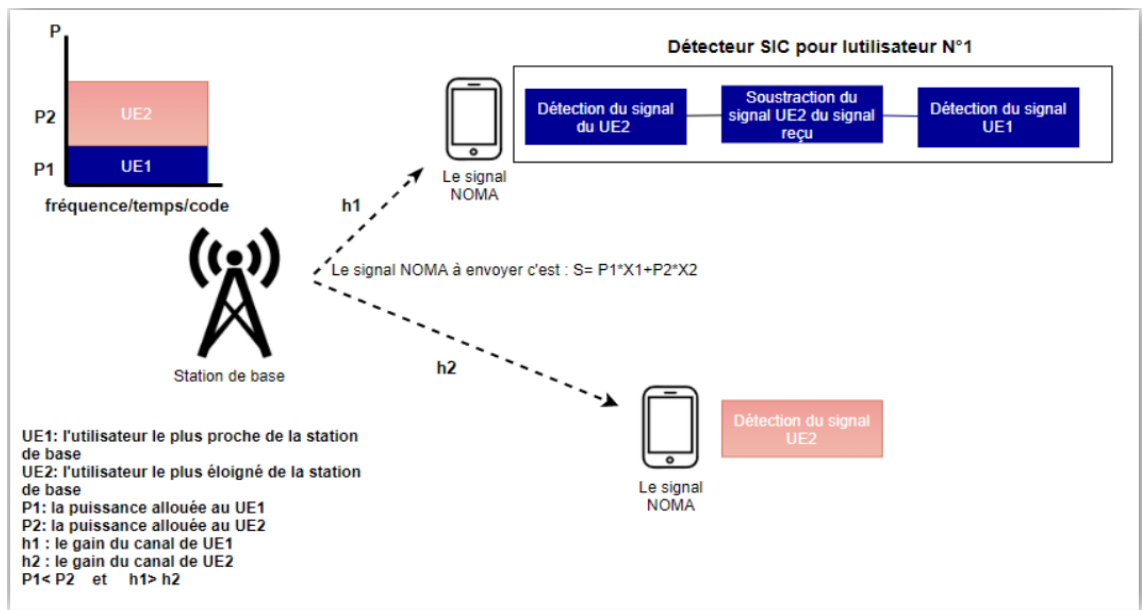 P
P2
UE2
P1
UE1
fréquence/temps/code
Détecteur SIC pour lutilisateur N°1
Détection du signal
du UE2
Soustraction du
signal UE2 du signal
reçu
Détection du signal
UE1
Le signal
NOMA
h1
Le signal NOMA à envoyer c'est : S= P1*X1+P2*X2
h2
Station de base
Détection du signal
UE2
Le signal
NOMA
UE1: l'utilisateur le plus proche de la station
de base
UE2: l'utilisateur le plus éloigné de la station
de base
P1: la puissance allouée au UE1
P2: la puissance allouée au UE2
h1 : le gain du canal de UE1
h2 : le gain du canal de UE2
P1< P2 et h1> h2